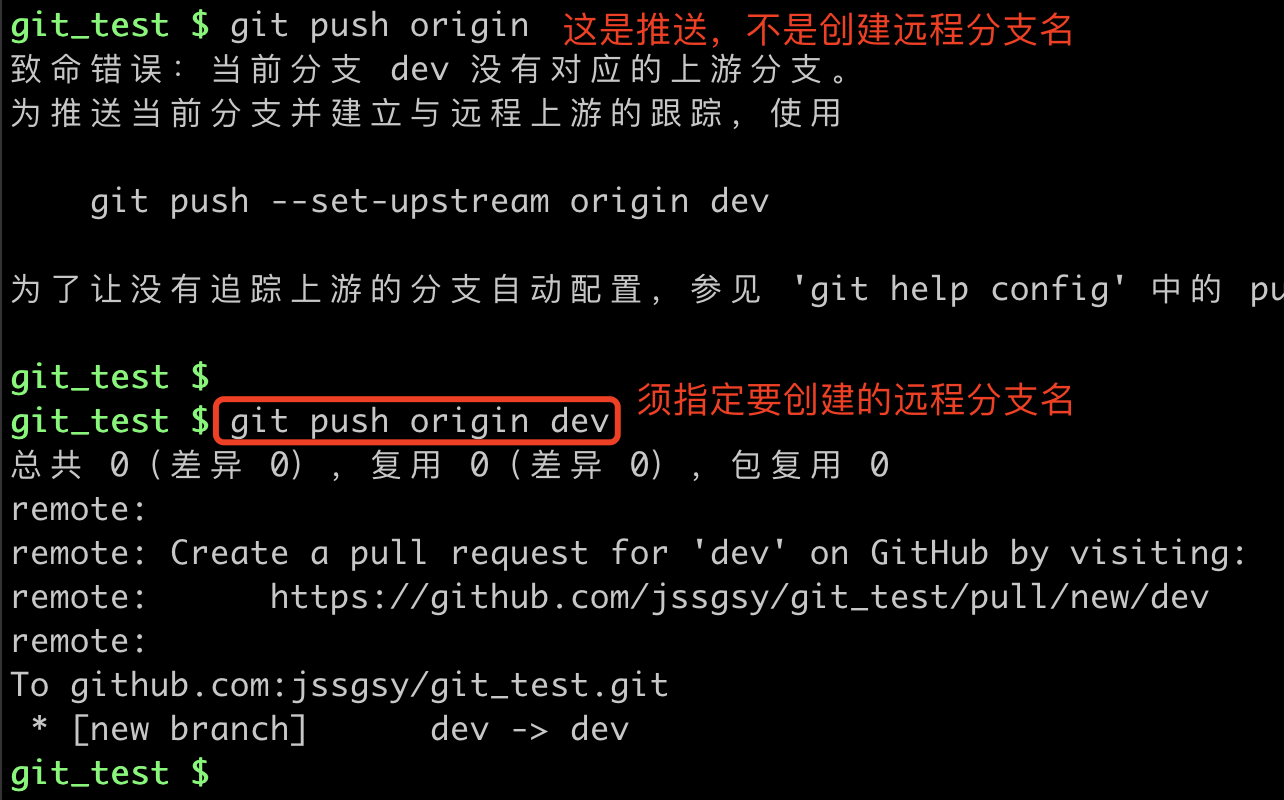 git_test $ git push origin 这是推送，不是创建远程分支名
致命错误：当前分支 dev 没有对应的上游分支。
为推送当前分支并建立与远程上游的跟踪，使用
git push --set-upstream origin dev
为了让没有追踪上游的分支自动配置，参见 'git help config' 中的 pu
git_test $
git_test $ git push origin dev 须指定要创建的远程分支名
总共 0（差异 0），复用 0（差异 0），包复用 0
remote:
remote: Create a pull request for 'dev' on GitHub by visiting:
remote:      https://github.com/jssgsy/git_test/pull/new/dev
remote:
To github.com:jssgsy/git_test.git
 * [new branch]      dev -> dev
git_test $